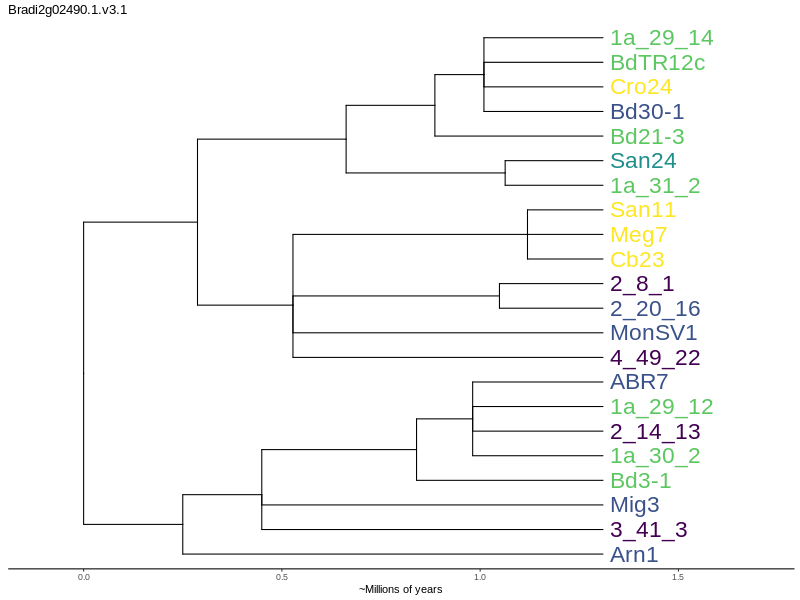 Bradi2g02490.1.v3.1
1a_29_14
BdTR12c
Cro24
Bd30-1
Bd21-3
San24
1a_31_2
San11
Meg7
Cb23
2_8_1
2_20_16
MonSV1
4_49_22
ABR7
1a_29_12
2_14_13
1a_30_2
Bd3-1
Mig3
3_41_3
Arn1
0.0 0.5 1.0 1.5
~Millions of years